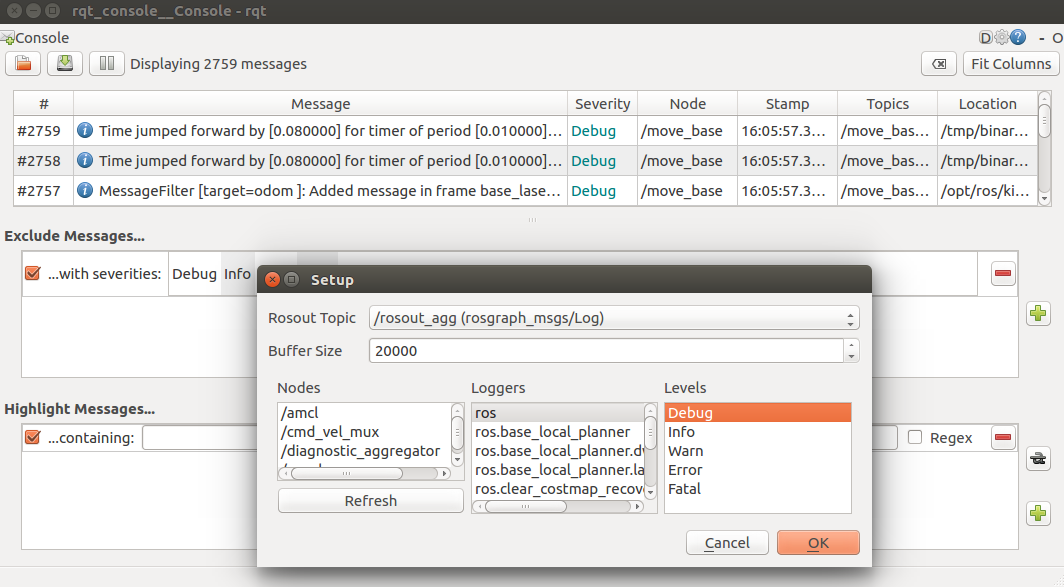 rqt_console__Console - rqt
Console
D
?
- O
Displaying 2759 messages
Fit Columns
# Message Severity Node Stamp Topics Location
#2759 Time jumped forward by [0.080000] for timer of period [0.010000]... Debug /move_base 16:05:57.3... /move_bas... /tmp/binar...
#2758 Time jumped forward by [0.080000] for timer of period [0.010000]... Debug /move_base 16:05:57.3... /move_bas... /tmp/binar...
#2757 MessageFilter [target=odom ]: Added message in frame base_lase... Debug /move_base 16:05:57.3... /move_bas... /opt/ros/ki...
Exclude Messages...
...with severities: Debug Info
Setup
Rosout Topic /rosout_agg (rosgraph_msgs/Log)
Buffer Size 20000
Nodes
/amcl
/cmd_vel_mux
/diagnostic_aggregator
Refresh
Loggers
ros
ros.base_local_planner
ros.base_local_planner.dw
ros.base_local_planner.la
ros.clear_costmap_recov
Levels
Debug
Info
Warn
Error
Fatal
Cancel
OK
Highlight Messages...
...containing:
Regex